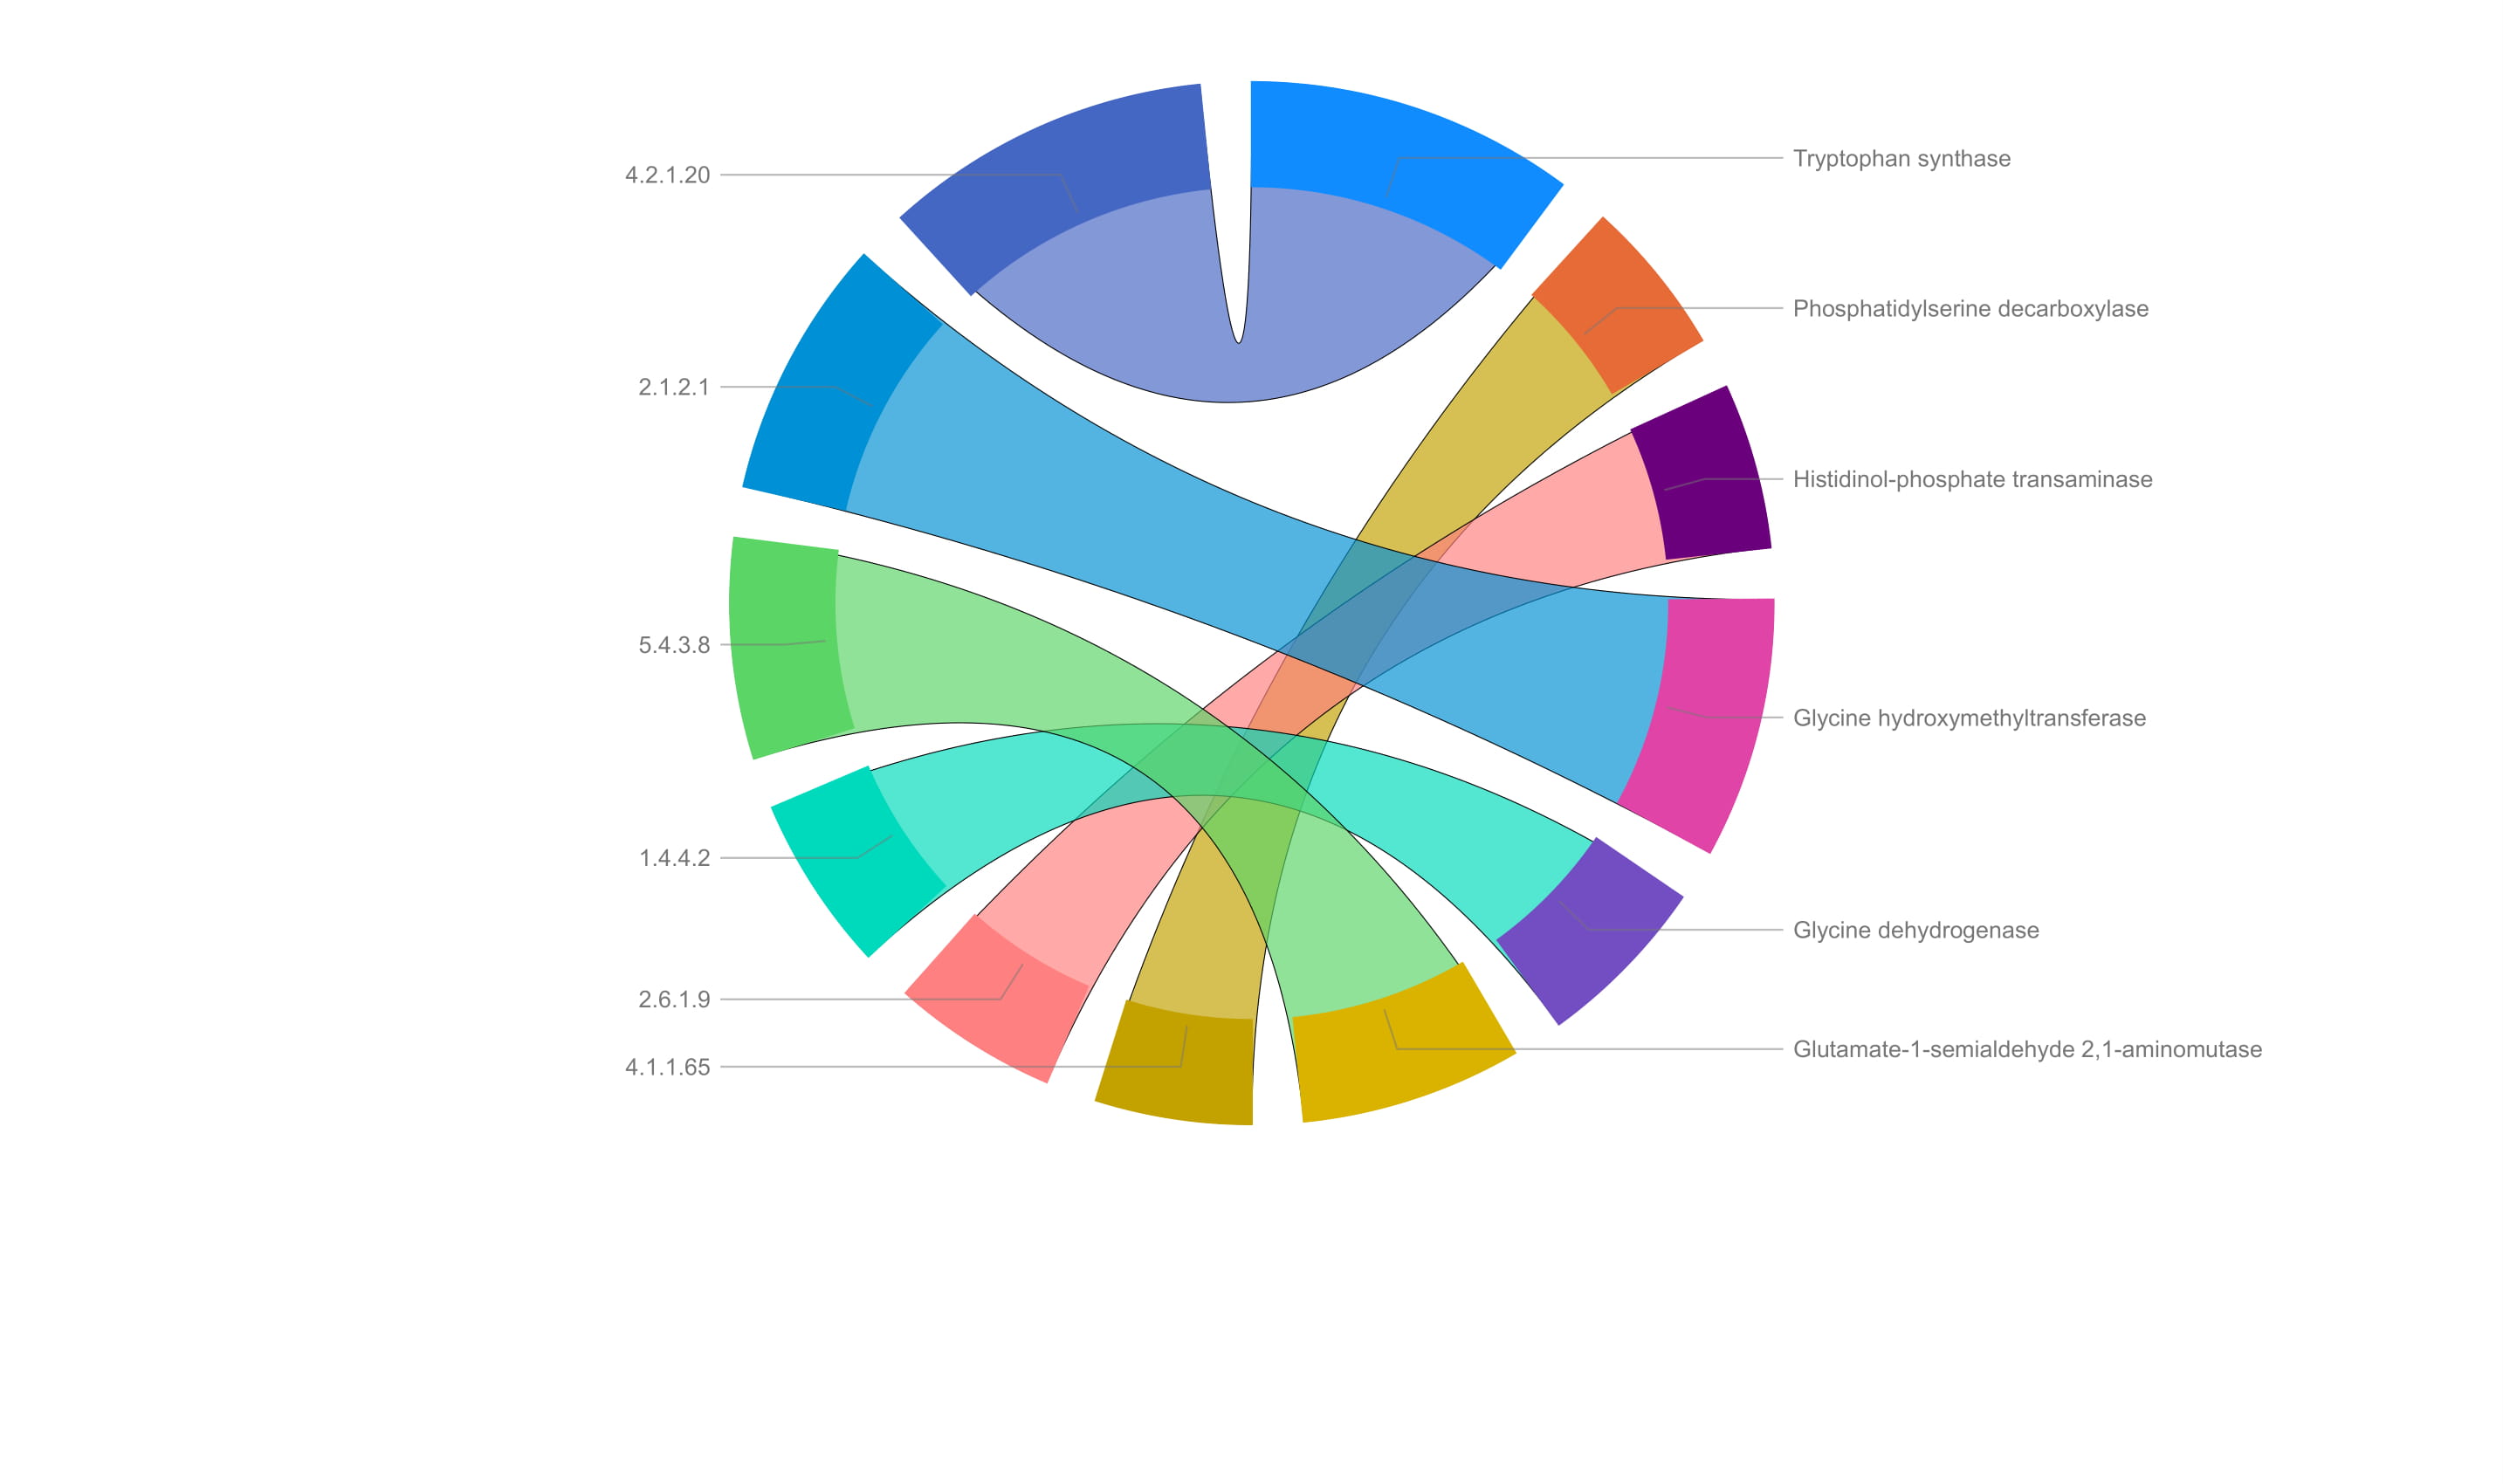 4.2.1.20
2.1.2.1
5.4.3.8
1.4.4.2
2.6.1.9
4.1.1.65
Tryptophan synthase
Phosphatidylserine decarboxylase
Histidinol-phosphate transaminase
Glycine hydroxymethyltransferase
Glycine dehydrogenase
Glutamate-1-semialdehyde 2,1-aminomutase